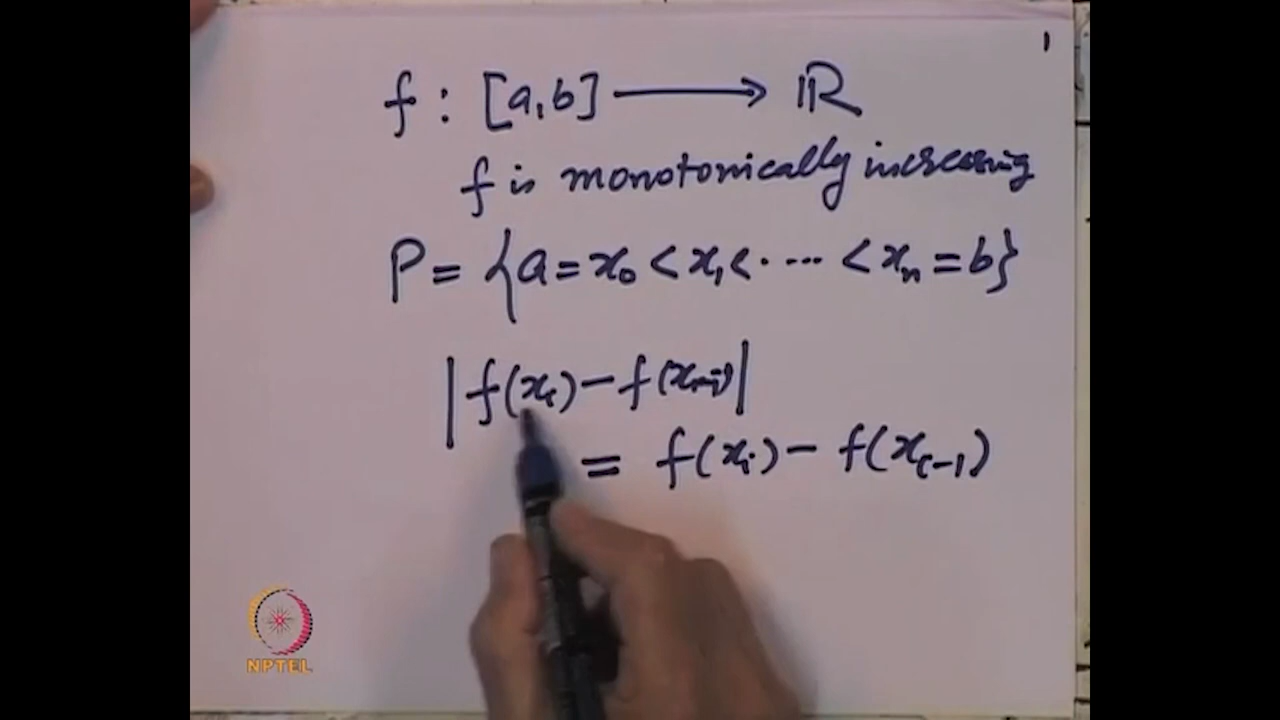 1
f : [a, b] ⟶ ℝ
f is monotonically increasing
P = {a = x₀ < x₁ < ⋯ < xₙ = b}
|f(xᵢ) − f(xᵢ₋₁)|
= f(xᵢ) − f(xᵢ₋₁)
NPTEL